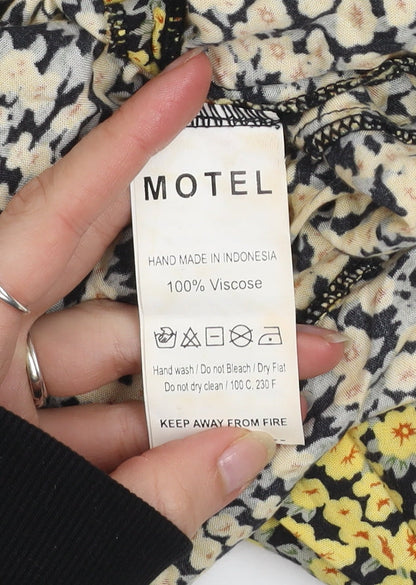 MOTEL
HAND MADE IN INDONESIA
100% Viscose
Hand wash / Do not Bleach / Dry Flat
Do not dry clean / 100 C, 230 F
KEEP AWAY FROM FIRE